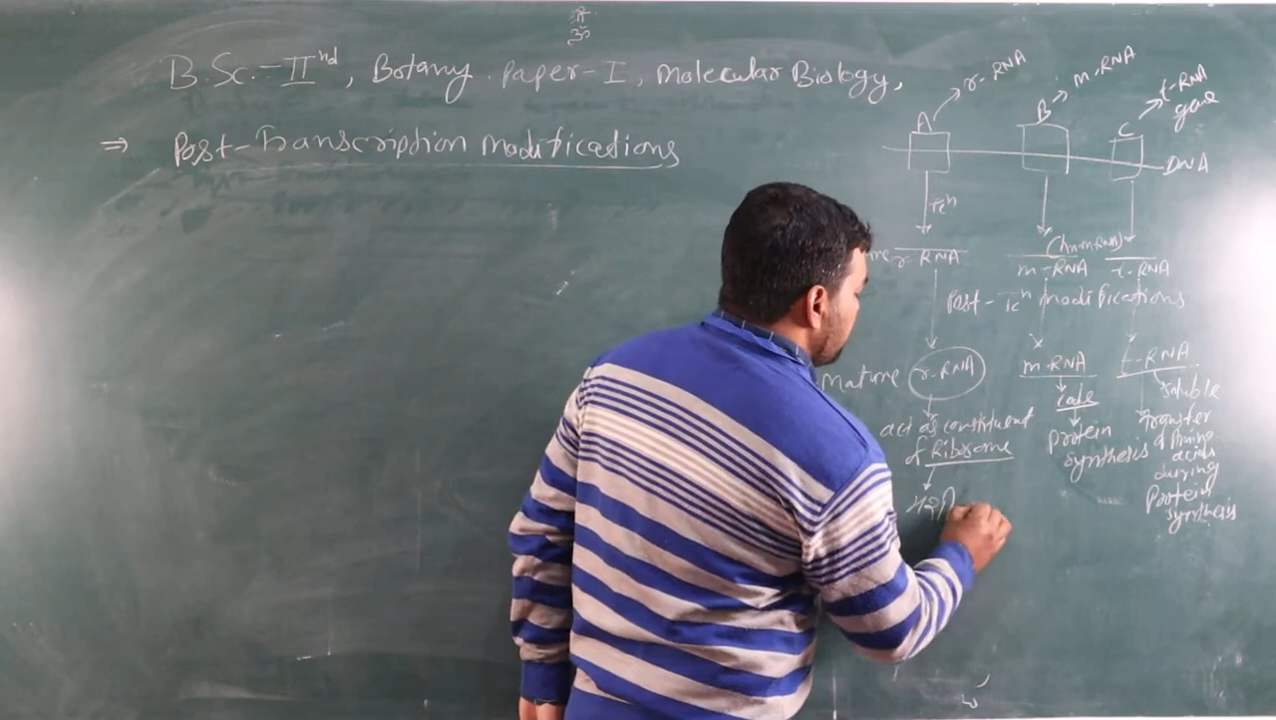 ॐ
B.Sc.-IInd, Botany Paper-I, Molecular Biology,
⇒ Post-Transcription Modifications
A → r-RNA
B → m-RNA
C → t-RNA
gene
DNA
Tcn
r-RNA
(hn-mRNA)
m-RNA
t-RNA
Post-Tcn modifications
Mature r-RNA
m-RNA
t-RNA
act as constituent
of Ribosome
code
Protein
synthesis
soluble
Transfer
of Amino
acids
during
Protein
synthesis